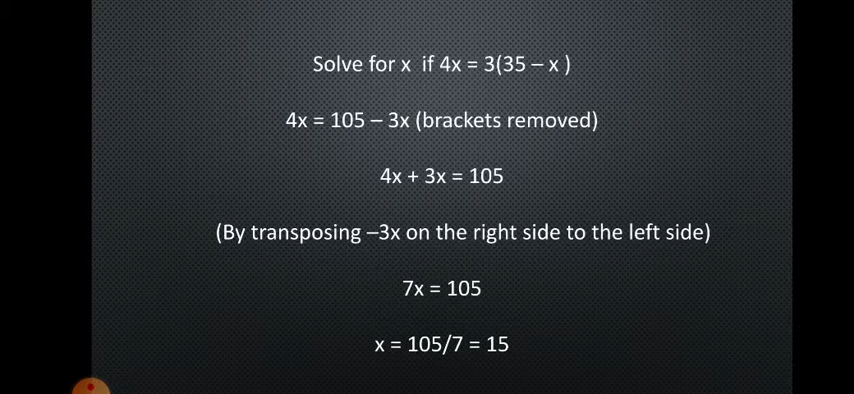 Solve for x if 4x = 3(35 – x )
4x = 105 – 3x (brackets removed)
4x + 3x = 105
(By transposing –3x on the right side to the left side)
7x = 105
x = 105/7 = 15